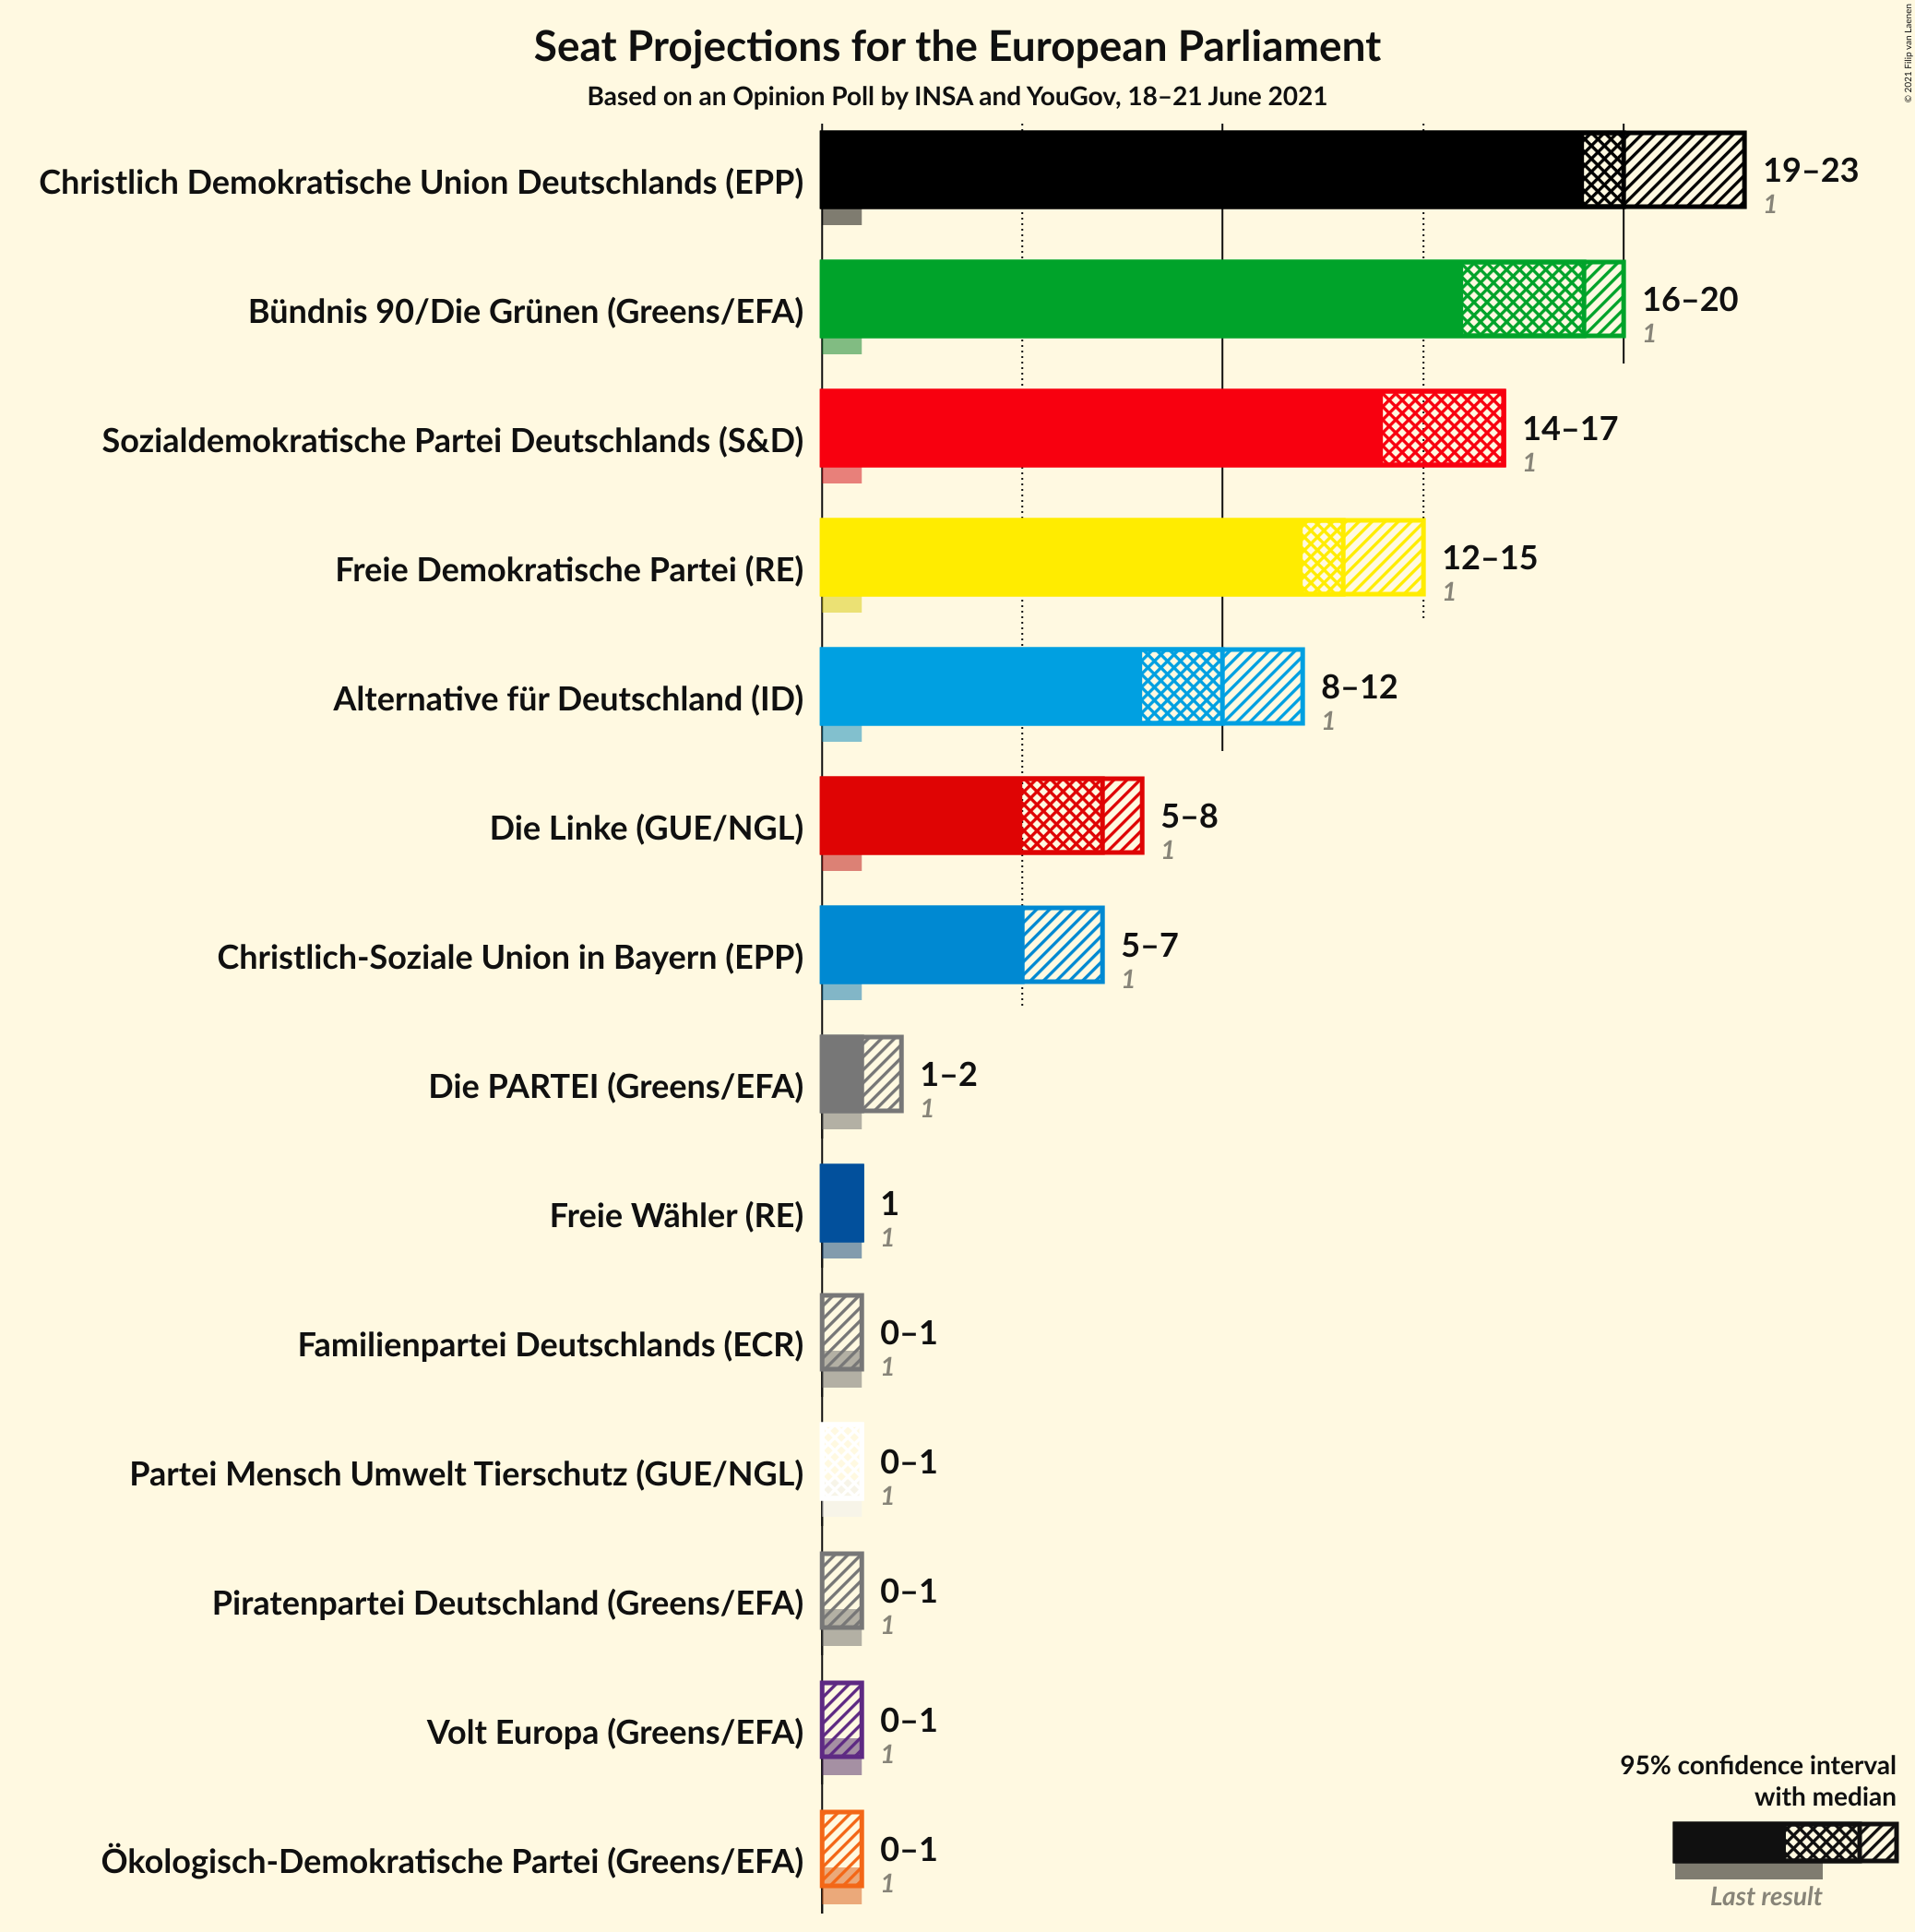 Seat Projections for the European Parliament
Based on an Opinion Poll by INSA and YouGov, 18–21 June 2021
© 2021 Filip van Laenen
Christlich Demokratische Union Deutschlands (EPP)
19–23
1
Bündnis 90/Die Grünen (Greens/EFA)
16–20
1
Sozialdemokratische Partei Deutschlands (S&D)
14–17
1
Freie Demokratische Partei (RE)
12–15
1
Alternative für Deutschland (ID)
8–12
1
Die Linke (GUE/NGL)
5–8
1
Christlich-Soziale Union in Bayern (EPP)
5–7
1
Die PARTEI (Greens/EFA)
1–2
1
Freie Wähler (RE)
1
1
Familienpartei Deutschlands (ECR)
0–1
1
Partei Mensch Umwelt Tierschutz (GUE/NGL)
0–1
1
Piratenpartei Deutschland (Greens/EFA)
0–1
1
Volt Europa (Greens/EFA)
0–1
1
Ökologisch-Demokratische Partei (Greens/EFA)
0–1
1
95% confidence interval
with median
Last result